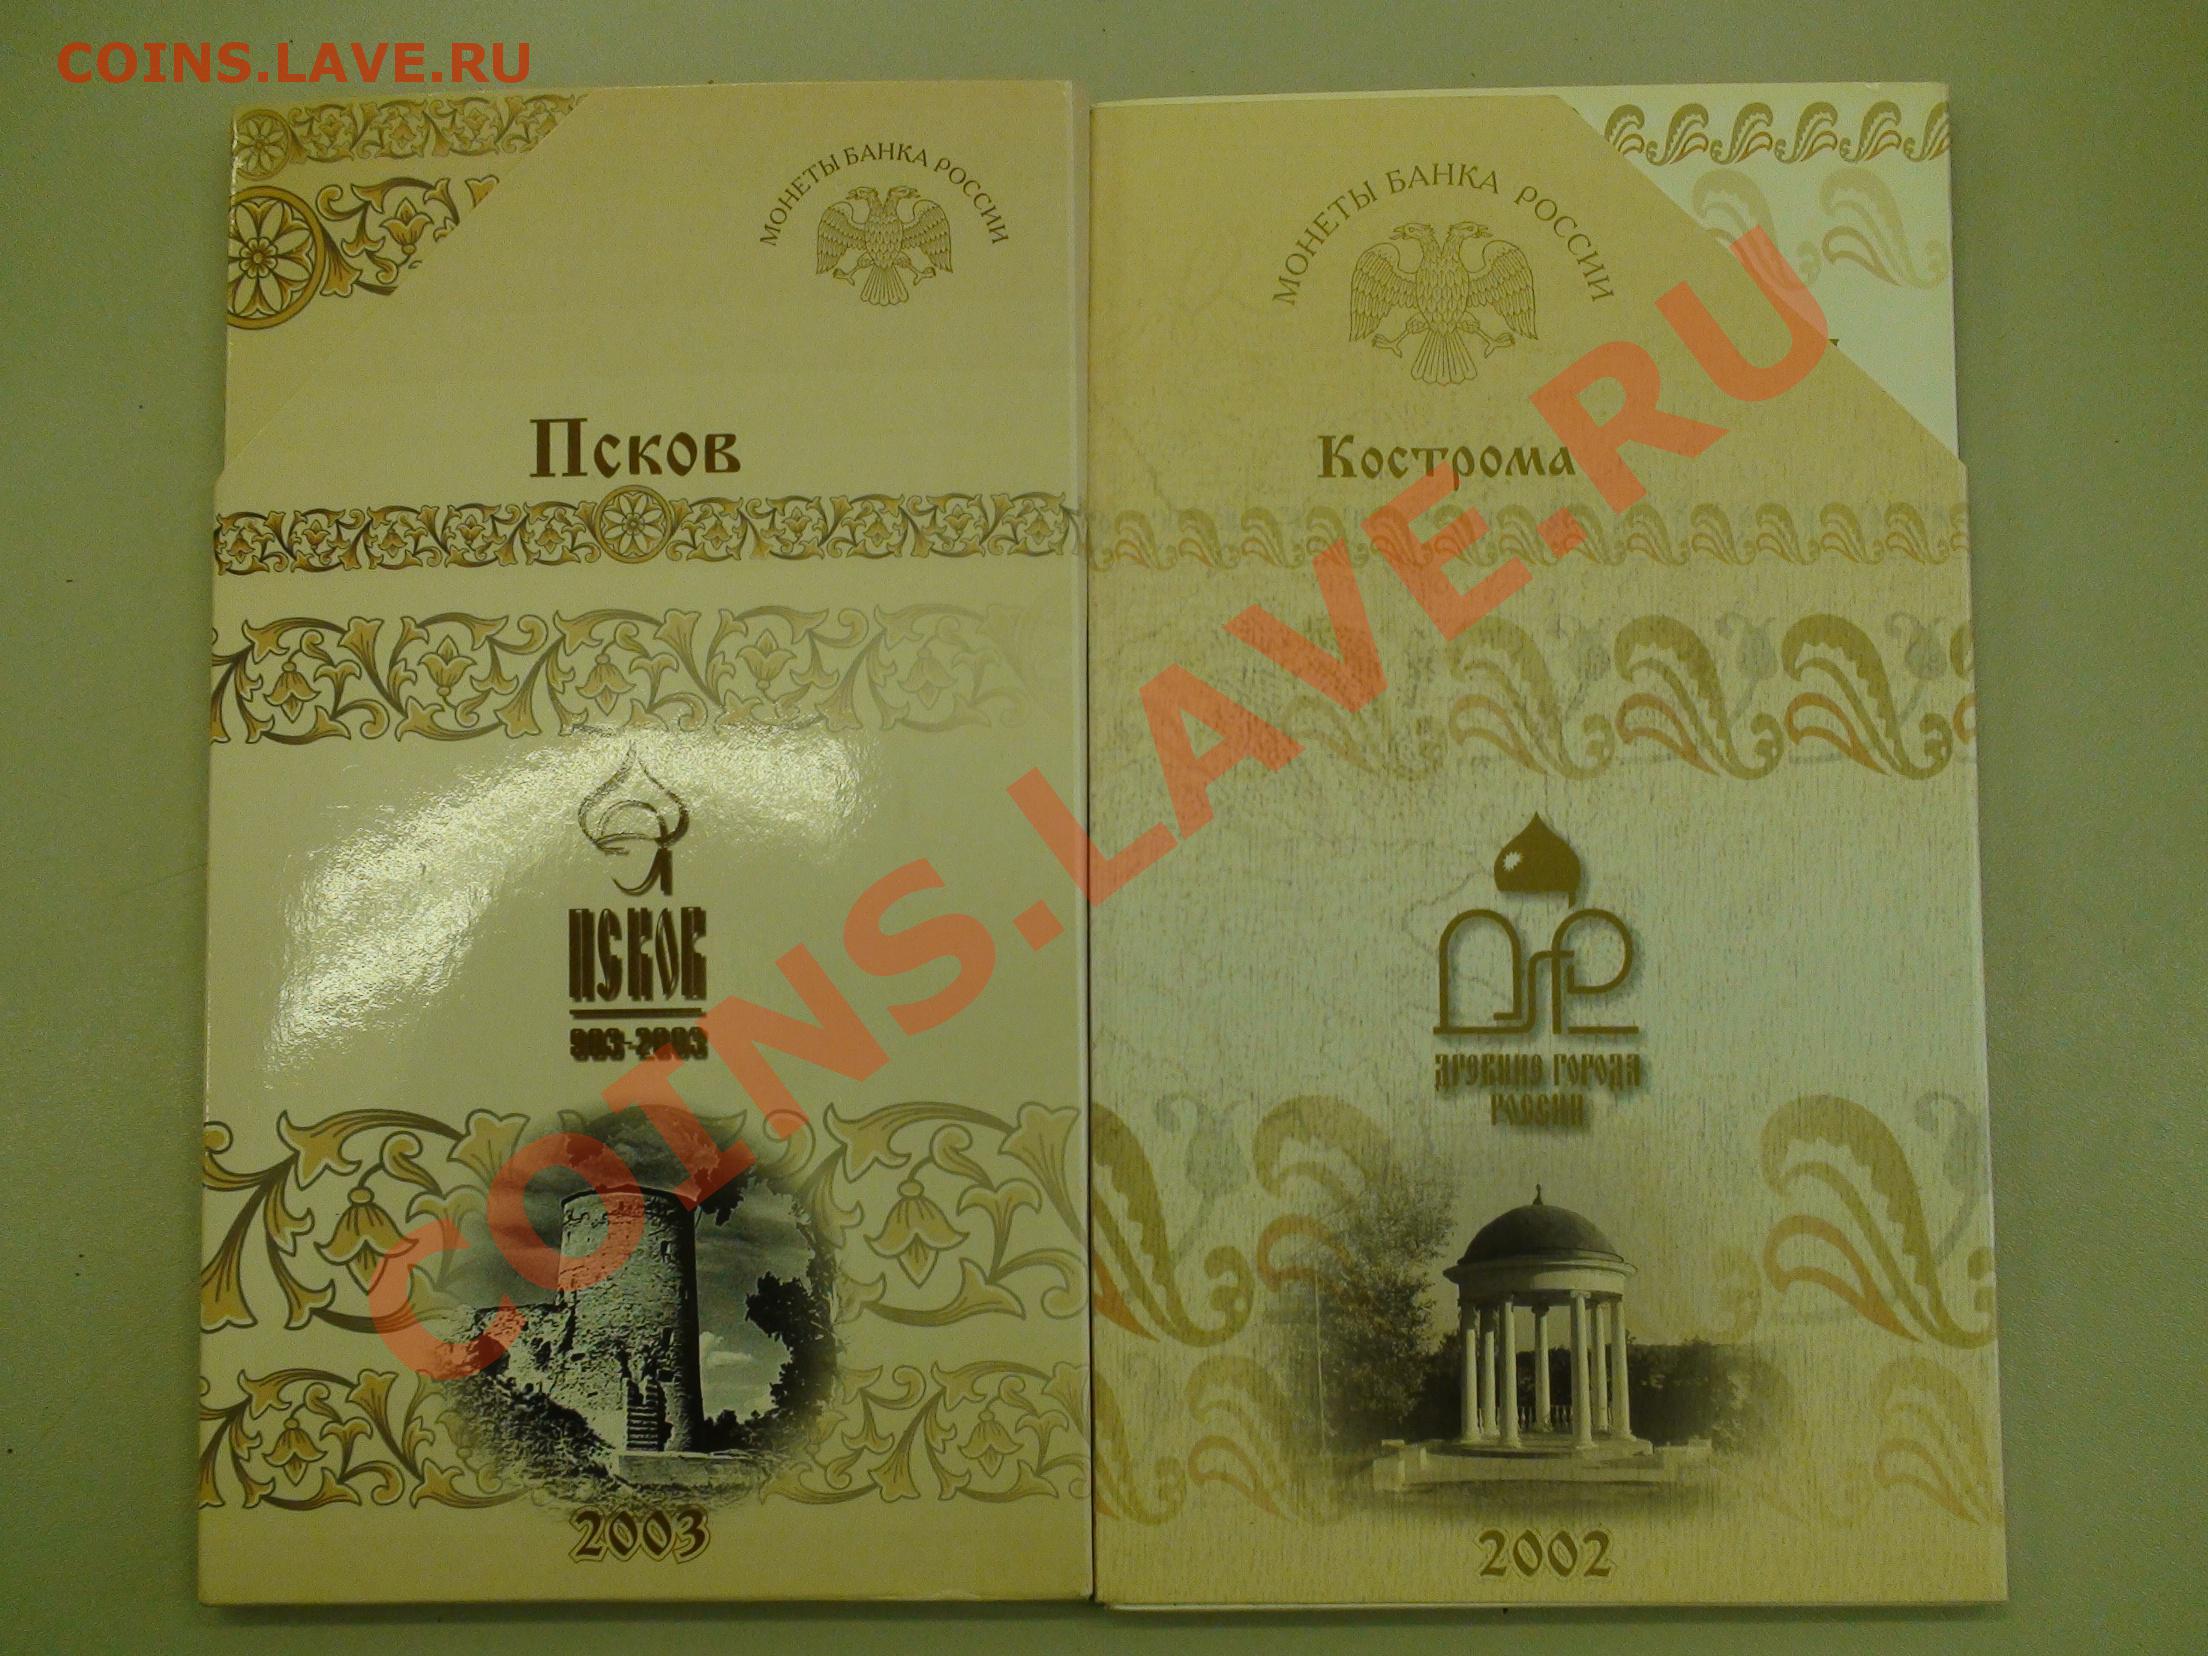 COINS.LAVE.RU
МОНЕТЫ БАНКА РОССИИ
Псков
ПСКОВ
903-2003
2003
МОНЕТЫ БАНКА РОССИИ
Кострома
ДРЕВНИЕ ГОРОДА
РОССИИ
2002
COINS.LAVE.RU